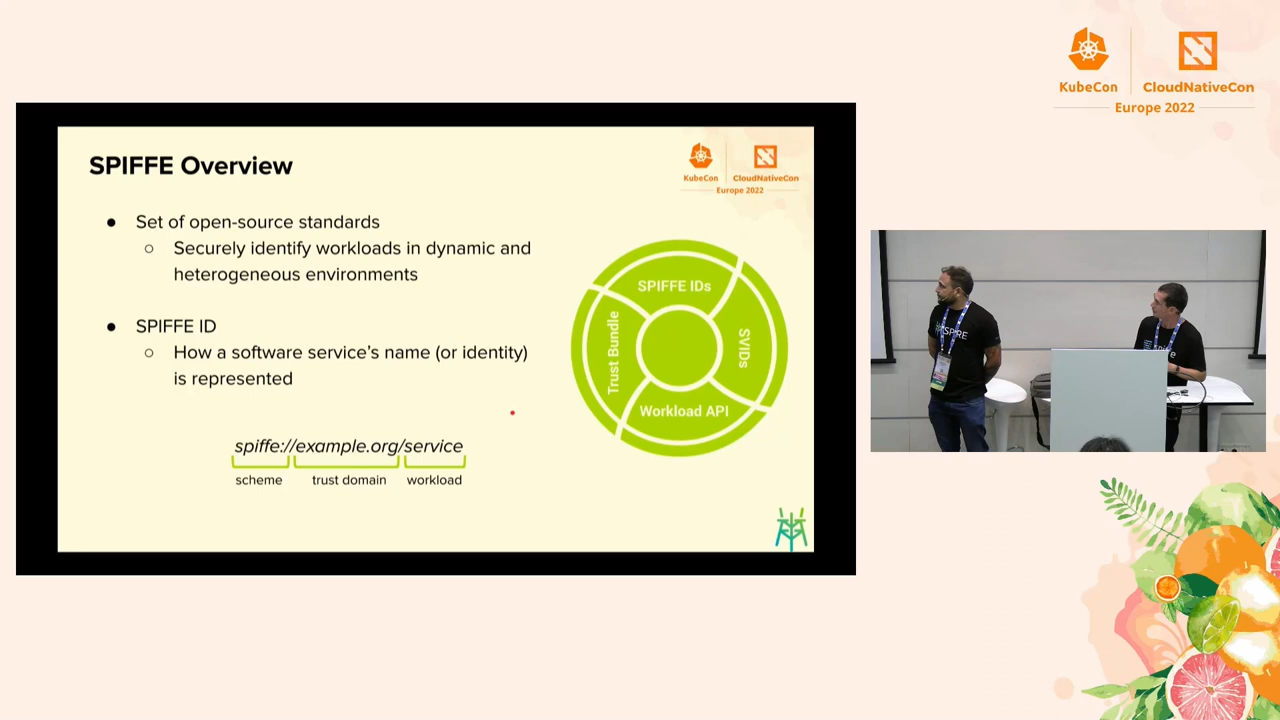 KubeCon
CloudNativeCon
Europe 2022
SPIFFE Overview
KubeCon
CloudNativeCon
Europe 2022
● Set of open-source standards
○ Securely identify workloads in dynamic and
heterogeneous environments
● SPIFFE ID
○ How a software service’s name (or identity)
is represented
spiffe://example.org/service
scheme
trust domain
workload
SPIFFE IDs
SVIDs
Workload API
Trust Bundle